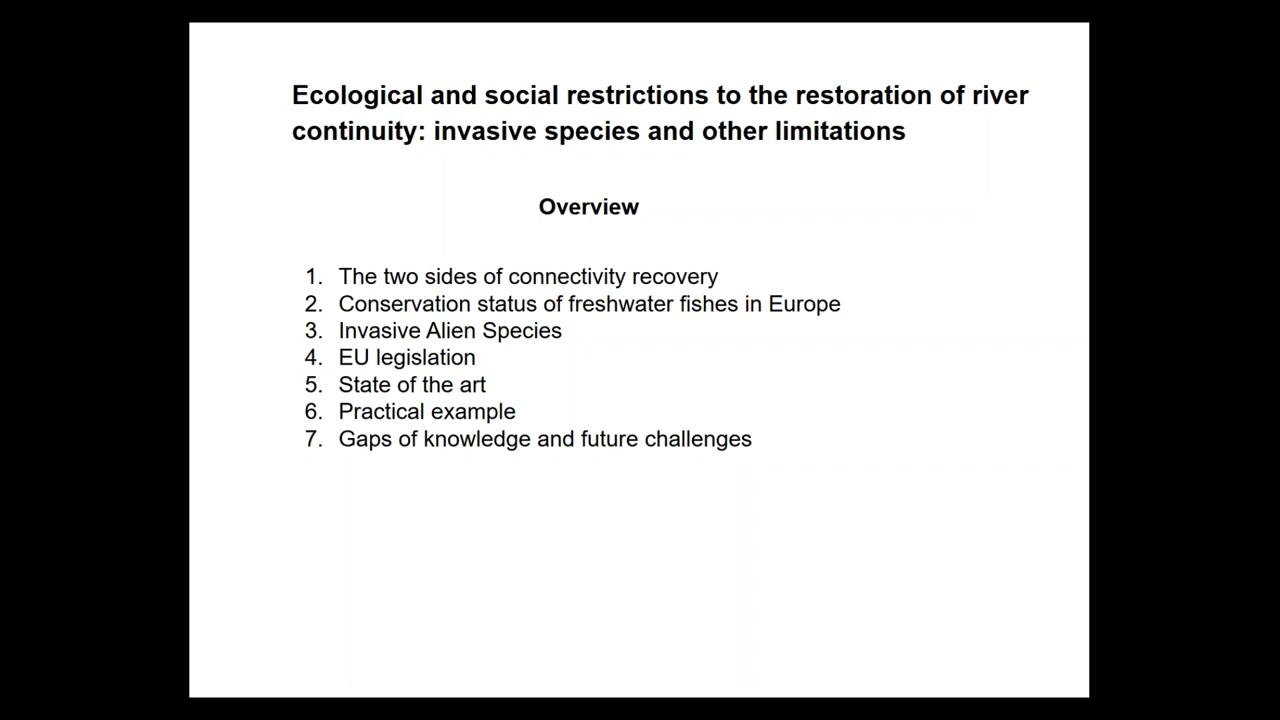 Ecological and social restrictions to the restoration of river
continuity: invasive species and other limitations
Overview
1. The two sides of connectivity recovery
2. Conservation status of freshwater fishes in Europe
3. Invasive Alien Species
4. EU legislation
5. State of the art
6. Practical example
7. Gaps of knowledge and future challenges